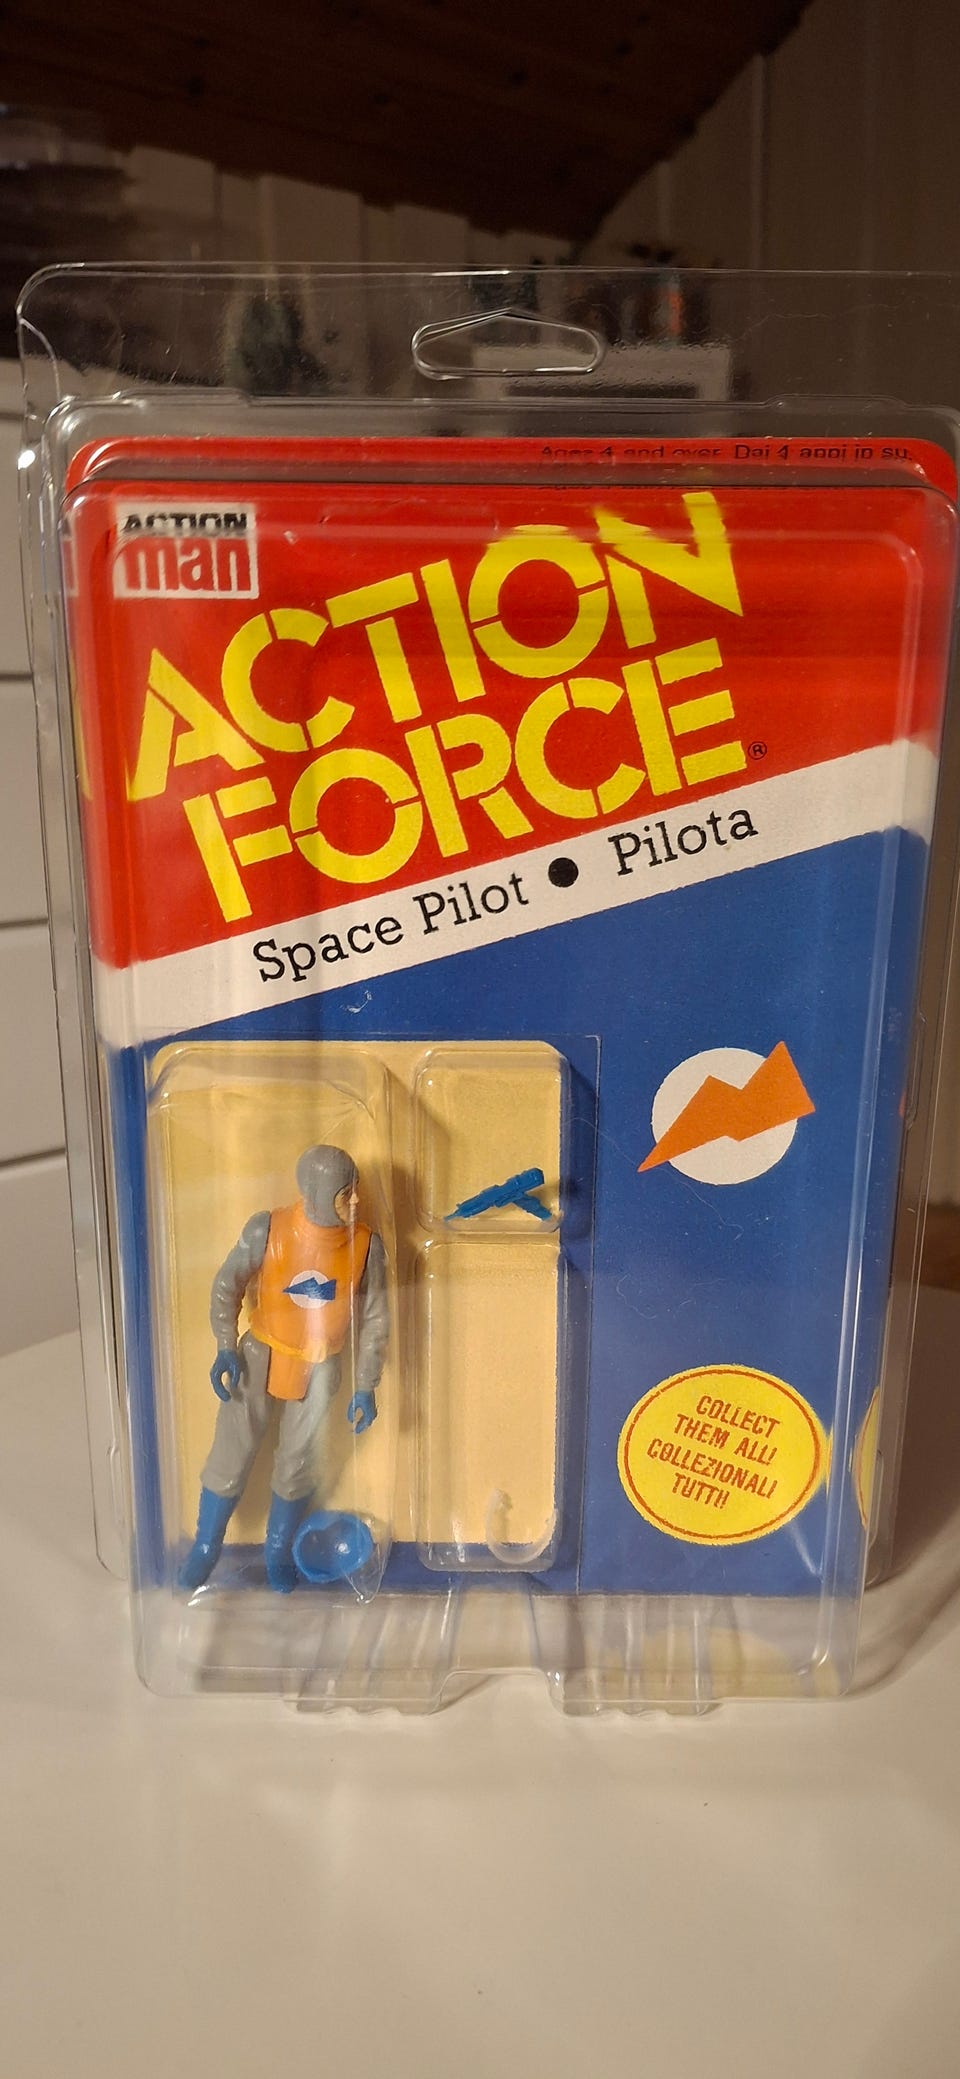 Ages 4 and over. Dai 4 anni in su.
ACTION
man
ACTION
FORCE®
Space Pilot ● Pilota
COLLECT
THEM ALL!
COLLEZIONALI
TUTTI!